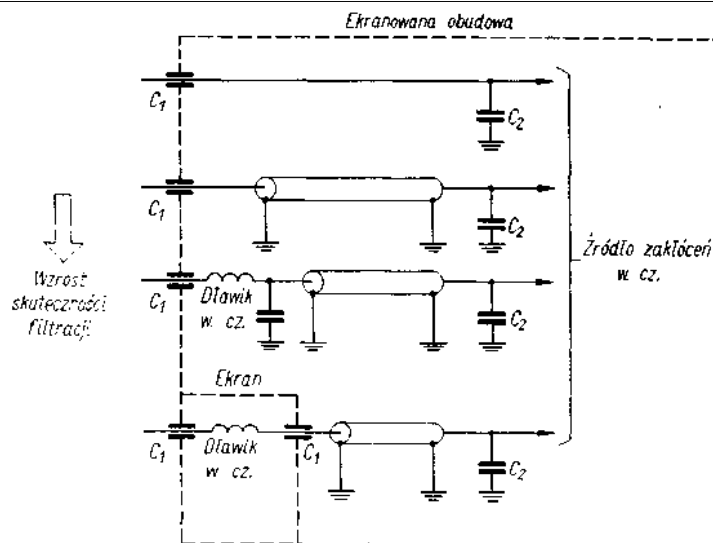 Ekranowana obudowa
C1
C2
C1
C2
Źródło zakłóceń
w. cz.
Wzrost
skuteczności
filtracji
C1
Dławik
w. cz.
C2
Ekran
C1
Dławik
w. cz.
C1
C2